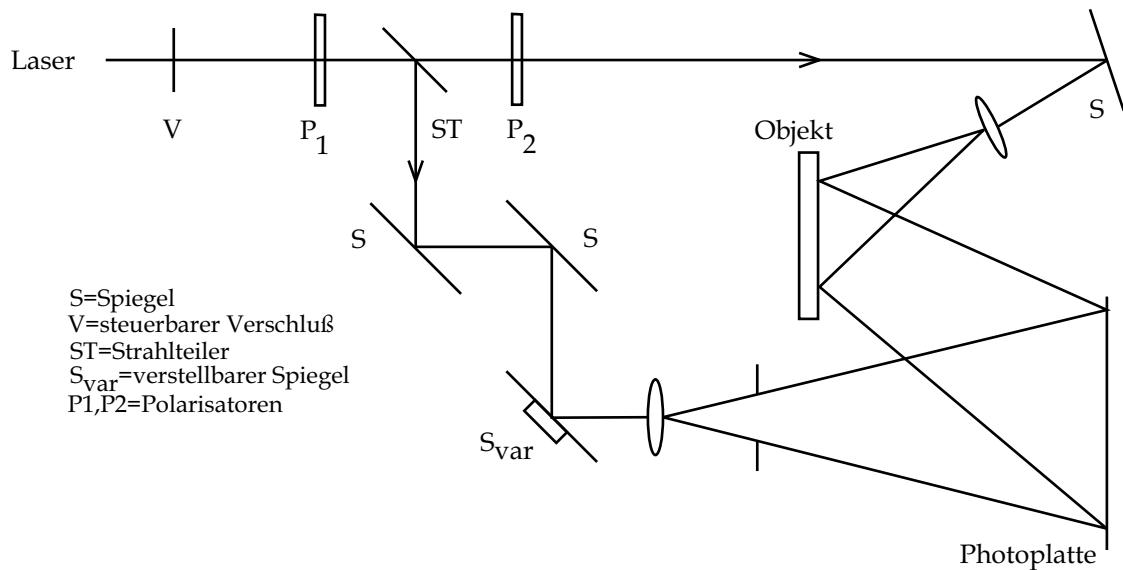 Laser
V
P1
ST
P2
Objekt
S
S
S
S=Spiegel
V=steuerbarer Verschluß
ST=Strahlteiler
Svar=verstellbarer Spiegel
P1,P2=Polarisatoren
Svar
Photoplatte